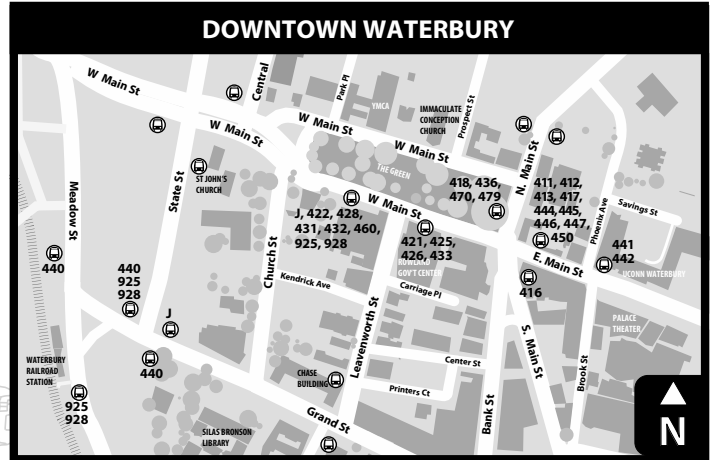 DOWNTOWN WATERBURY
W Main St
Central
Park Pl
YMCA
IMMACULATE
CONCEPTION
CHURCH
Prospect St
N. Main St
W Main St
W Main St
W Main St
THE GREEN
ST JOHN'S
CHURCH
State St
Meadow St
J, 422, 428,
431, 432, 460,
925, 928
W Main St
418, 436,
470, 479
411, 412,
413, 417,
444, 445,
446, 447,
450
Phoenix Ave
Savings St
421, 425,
426, 433
ROWLAND
GOV'T CENTER
E. Main St
441
442
UCONN WATERBURY
416
440
440
925
928
J
440
Church St
Kendrick Ave
Carriage Pl
Leavenworth St
PALACE
THEATER
WATERBURY
RAILROAD
STATION
925
928
CHASE
BUILDING
Center St
Printers Ct
S. Main St
Brook St
Bank St
Grand St
SILAS BRONSON
LIBRARY
N